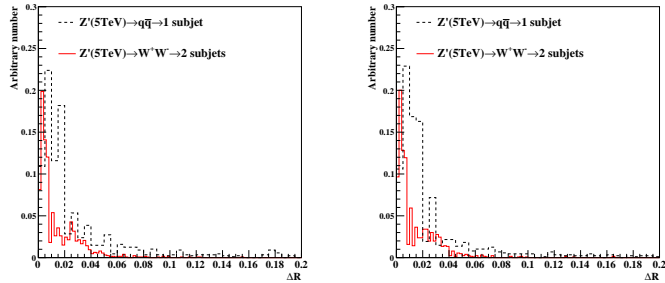 Arbitrary number
0.3
0.25
0.2
0.15
0.1
0.05
0
Z'(5TeV)→qq̅→1 subjet
Z'(5TeV)→W⁺W⁻→2 subjets
0 0.02 0.04 0.06 0.08 0.1 0.12 0.14 0.16 0.18 0.2
ΔR
Arbitrary number
0.3
0.25
0.2
0.15
0.1
0.05
0
Z'(5TeV)→qq̅→1 subjet
Z'(5TeV)→W⁺W⁻→2 subjets
0 0.02 0.04 0.06 0.08 0.1 0.12 0.14 0.16 0.18 0.2
ΔR